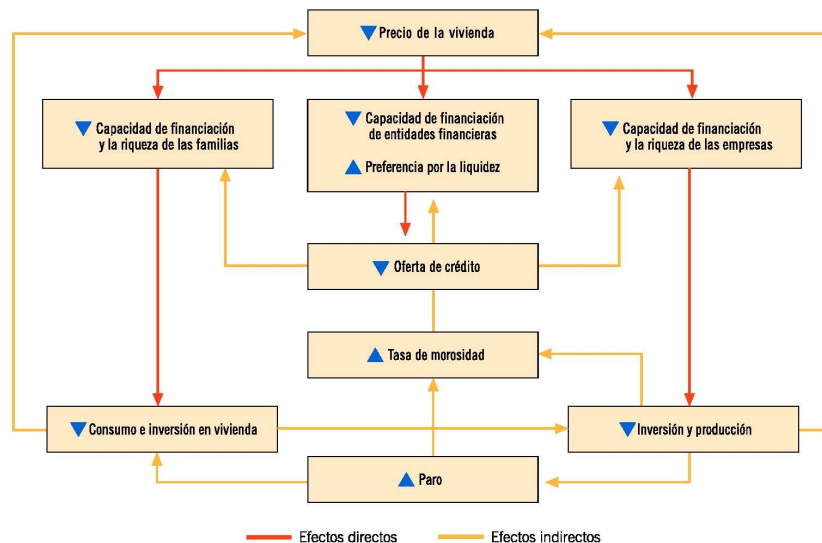 Precio de la vivienda
Capacidad de financiación
y la riqueza de las familias
Capacidad de financiación
de entidades financieras
Preferencia por la liquidez
Capacidad de financiación
y la riqueza de las empresas
Oferta de crédito
Tasa de morosidad
Consumo e inversión en vivienda
Inversión y producción
Paro
Efectos directos
Efectos indirectos